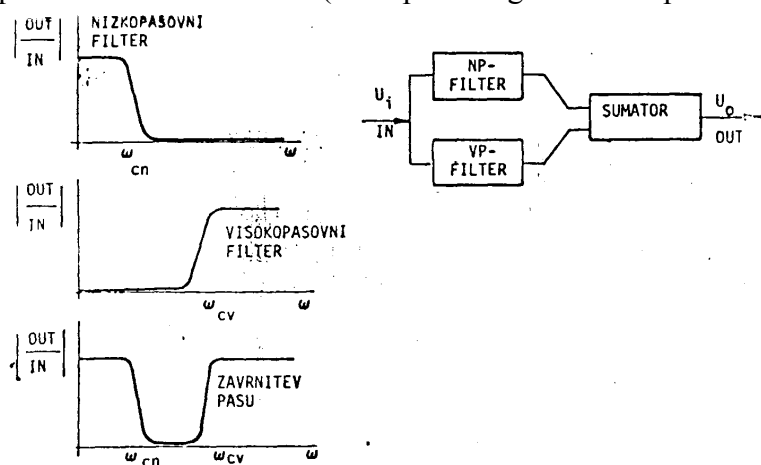 OUT
IN
NIZKOPASOVNI
FILTER
ω
cn
ω
OUT
IN
VISOKOPASOVNI
FILTER
ω
cv
ω
OUT
IN
ZAVRNITEV
PASU
ω
cn
ω
cv
ω
U
i
IN
NP-
FILTER
VP-
FILTER
SUMATOR
U
o
OUT